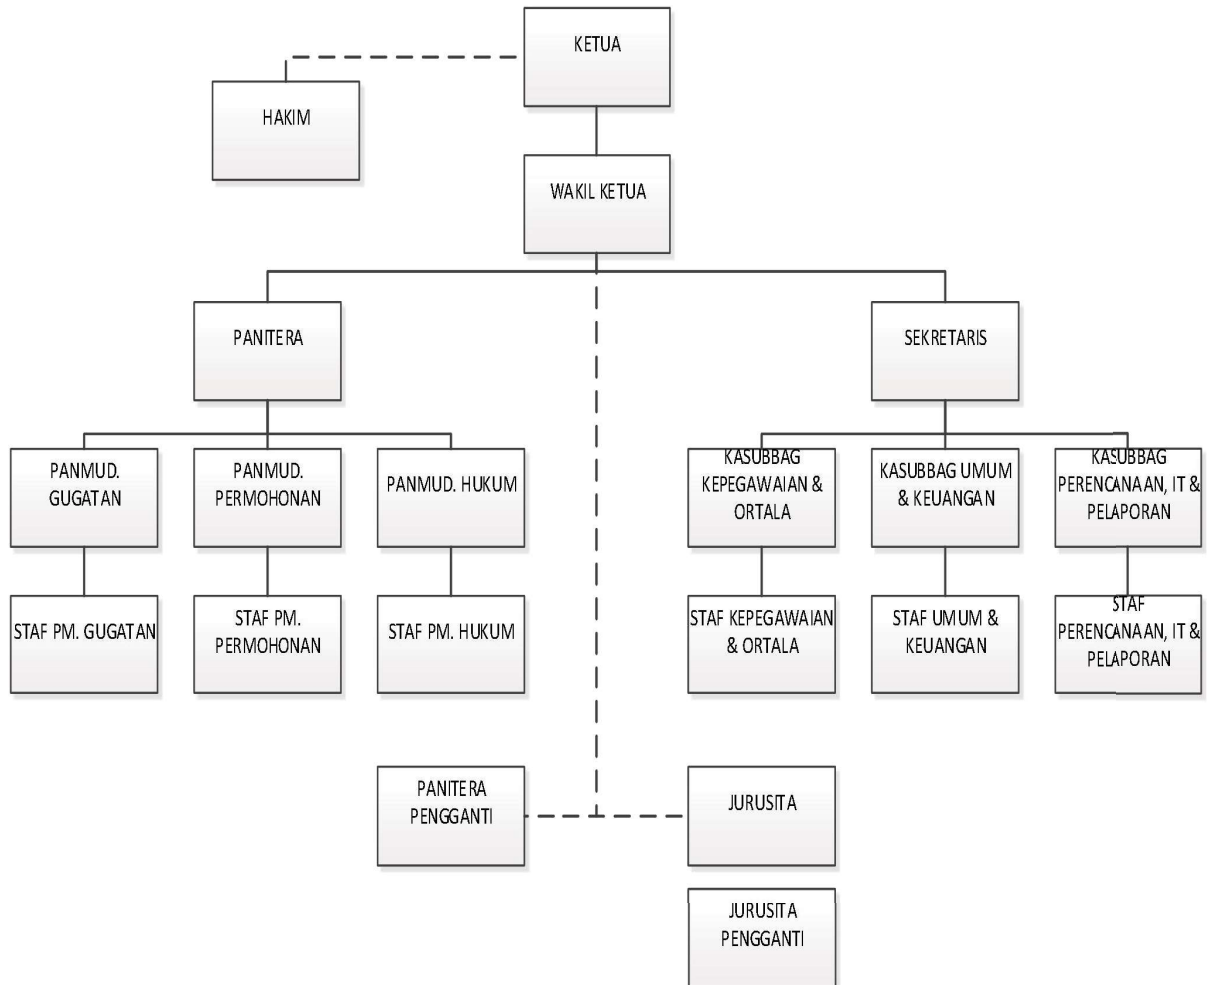 KETUA
HAKIM
WAKIL KETUA
PANITERA
SEKRETARIS
PANMUD.
GUGATAN
PANMUD.
PERMOHONAN
PANMUD. HUKUM
KASUBBAG
KEPEGAWAIAN &
ORTALA
KASUBBAG UMUM
& KEUANGAN
KASUBBAG
PERENCANAAN, IT &
PELAPORAN
STAF PM. GUGATAN
STAF PM.
PERMOHONAN
STAF PM. HUKUM
STAF KEPEGAWAIAN
& ORTALA
STAF UMUM &
KEUANGAN
STAF
PERENCANAAN, IT &
PELAPORAN
PANITERA
PENGGANTI
JURUSITA
JURUSITA
PENGGANTI